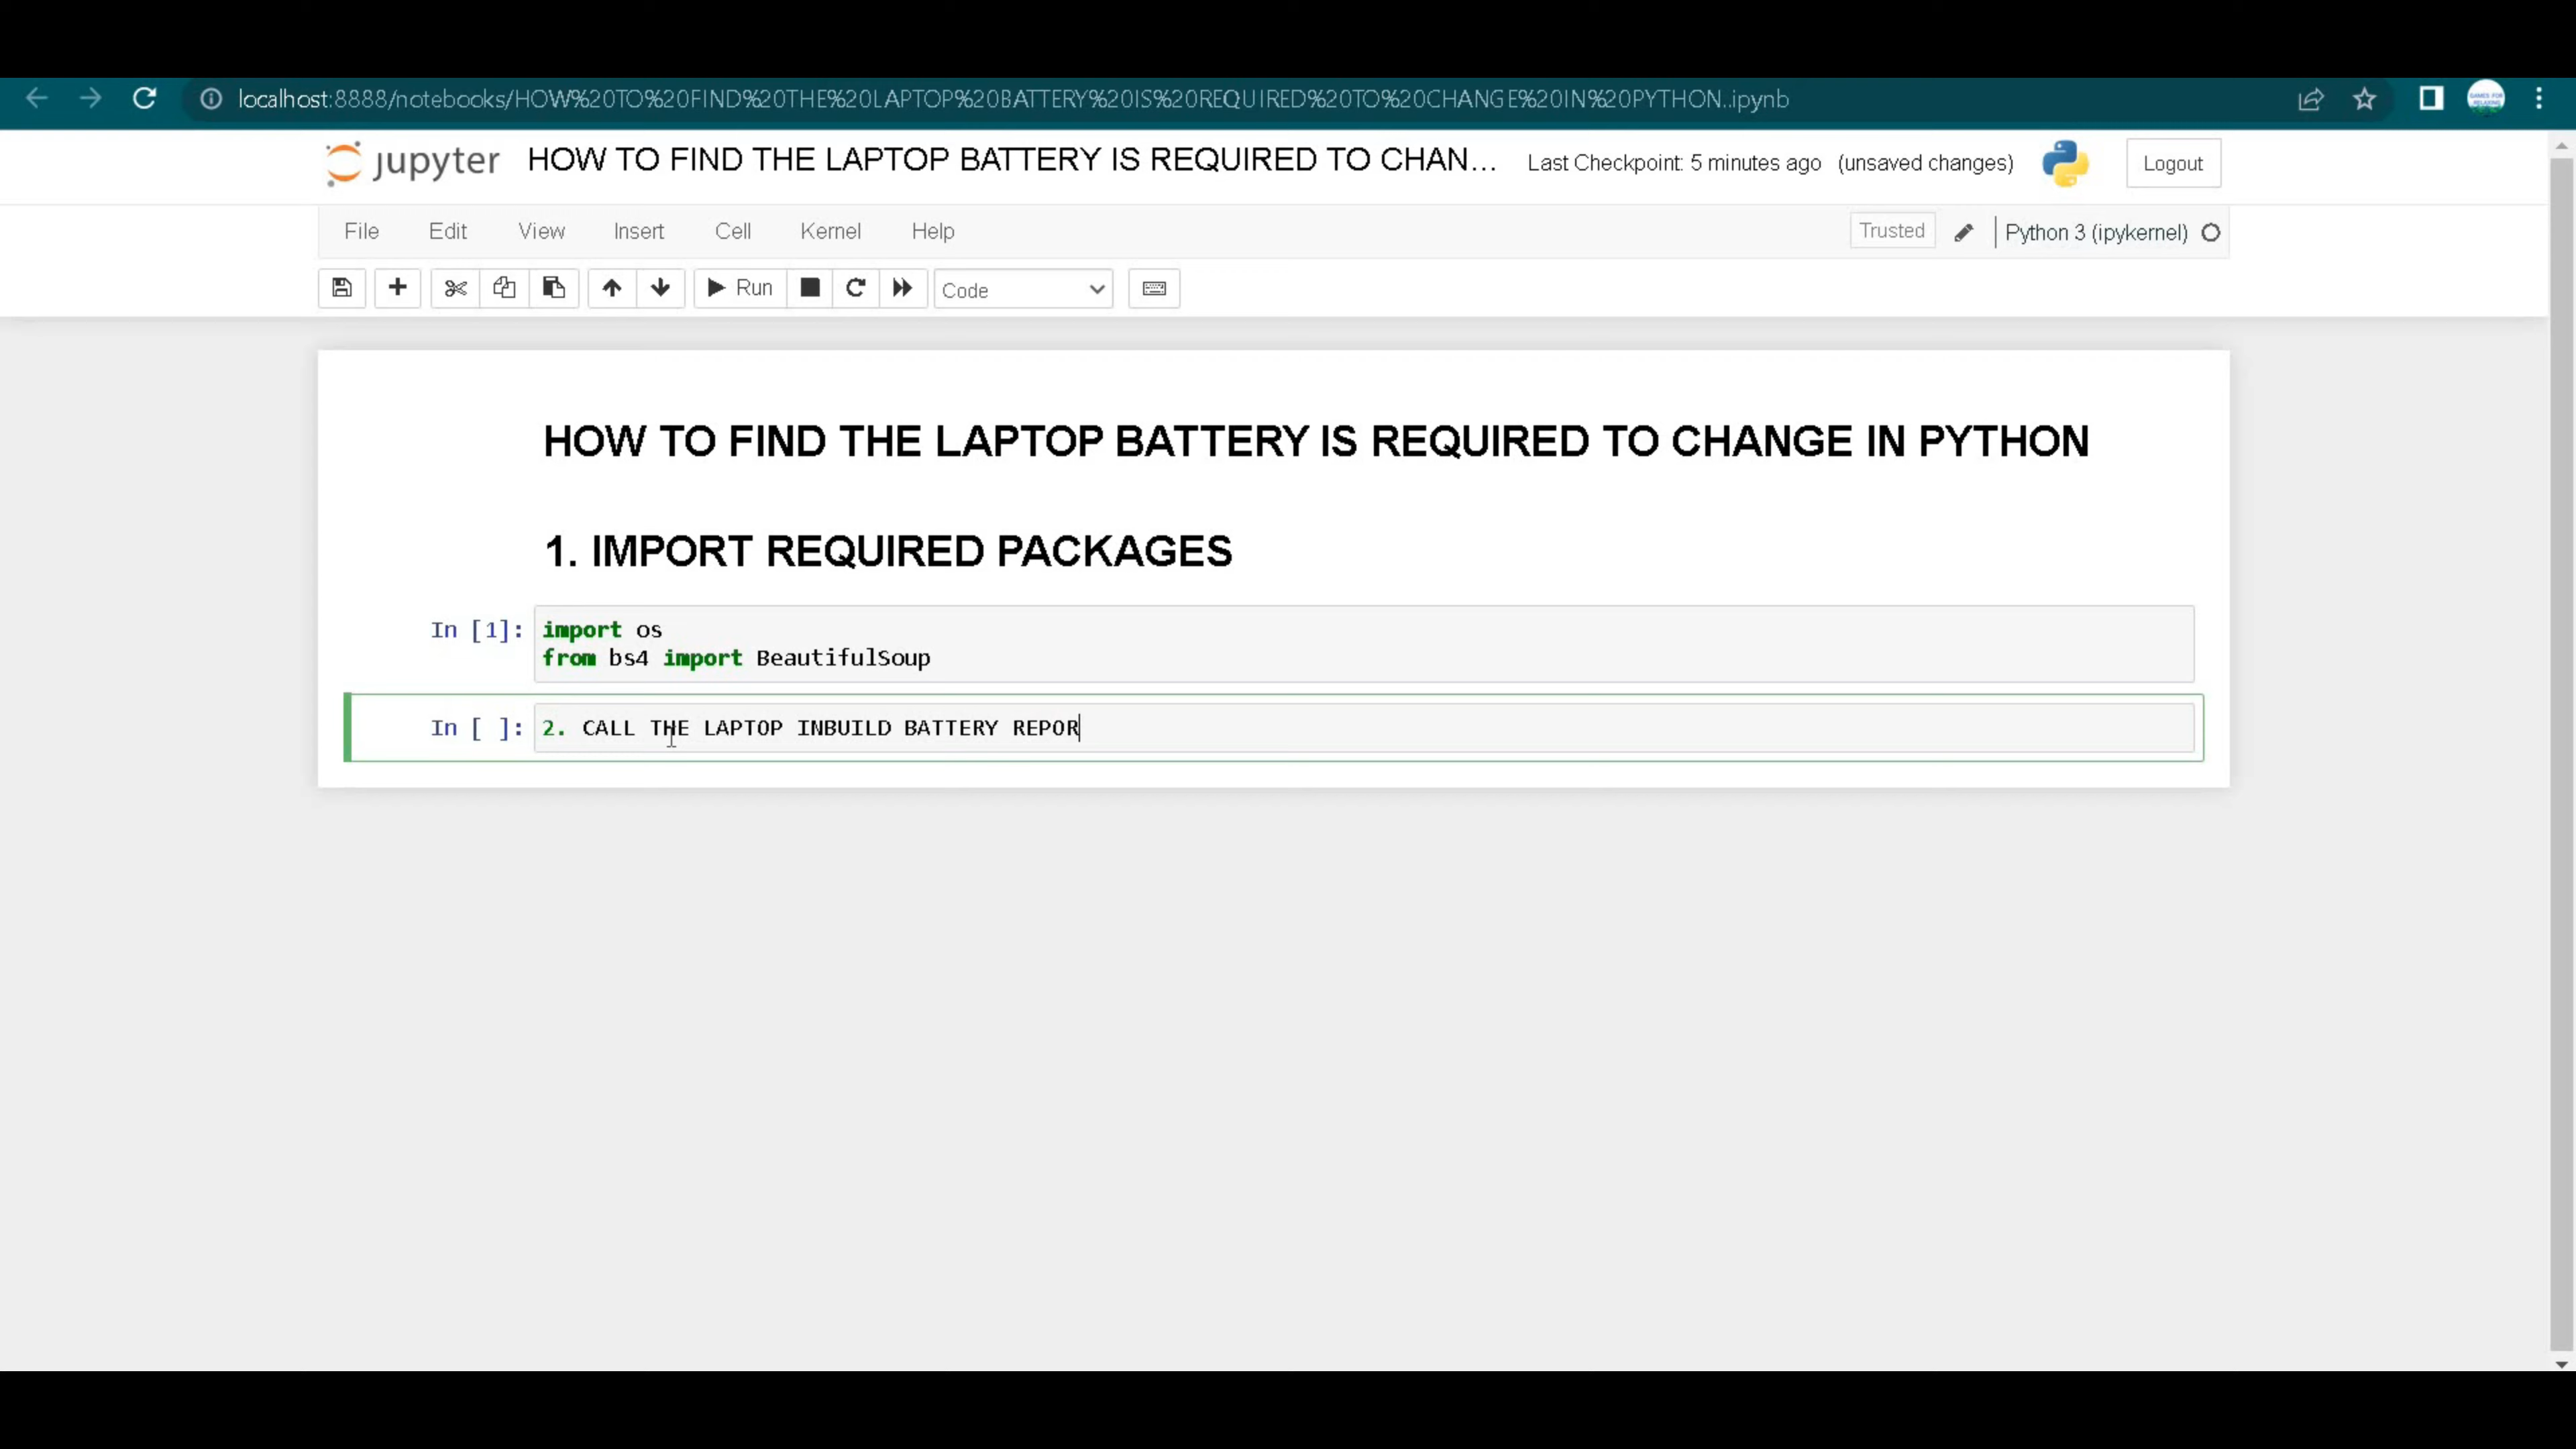 localhost:8888/notebooks/HOW%20TO%20FIND%20THE%20LAPTOP%20BATTERY%20IS%20REQUIRED%20TO%20CHANGE%20IN%20PYTHON..ipynb
jupyter HOW TO FIND THE LAPTOP BATTERY IS REQUIRED TO CHAN... Last Checkpoint: 5 minutes ago (unsaved changes) Logout
File Edit View Insert Cell Kernel Help Trusted Python 3 (ipykernel)
Run Code
HOW TO FIND THE LAPTOP BATTERY IS REQUIRED TO CHANGE IN PYTHON
1. IMPORT REQUIRED PACKAGES
In [1]: import os
from bs4 import BeautifulSoup
In [ ]: 2. CALL THE LAPTOP INBUILD BATTERY REPOR